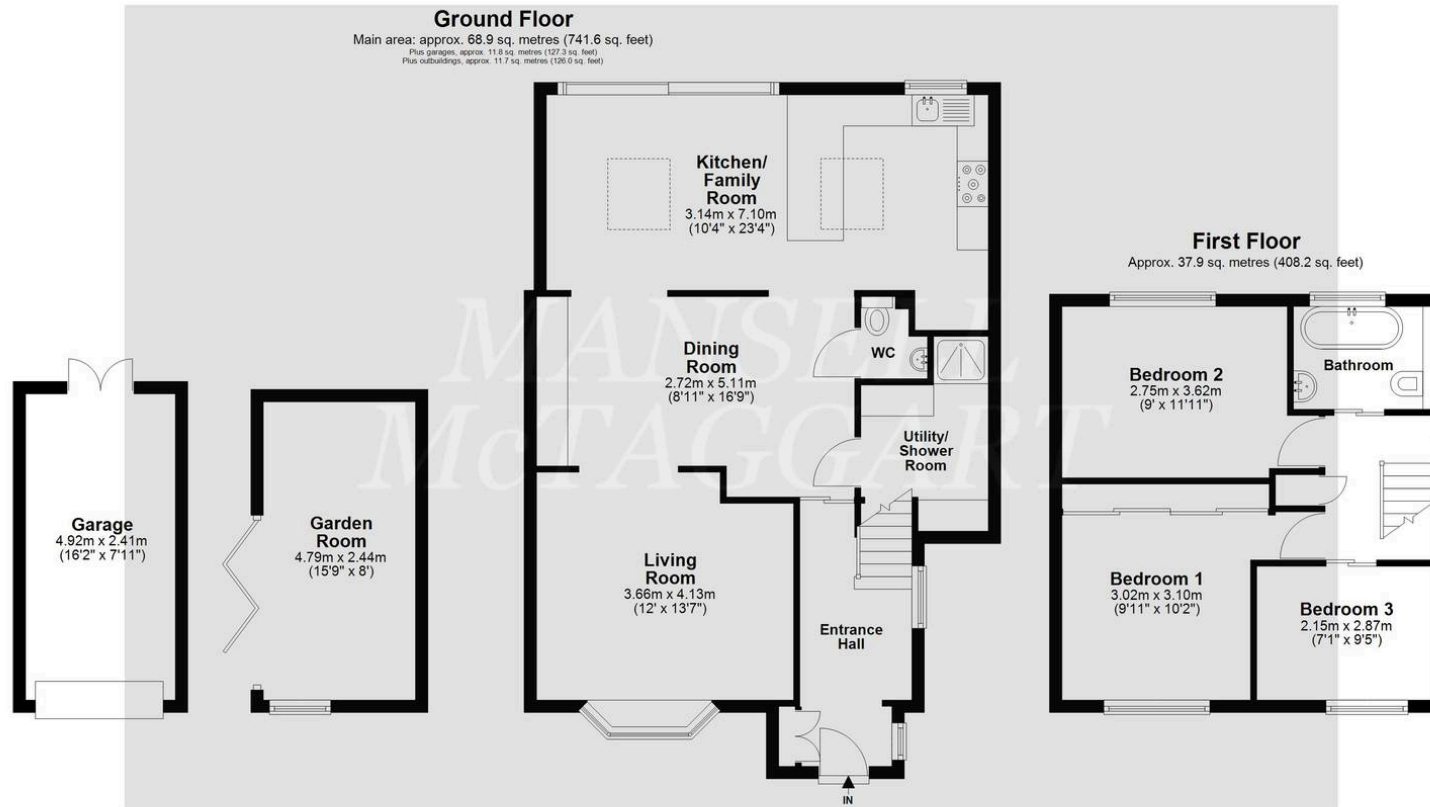 Ground Floor
Main area: approx. 68.9 sq. metres (741.6 sq. feet)
Plus garages, approx. 11.8 sq. metres (127.3 sq. feet)
Plus outbuildings, approx. 11.7 sq. metres (126.0 sq. feet)
Kitchen/
Family
Room
3.14m x 7.10m
(10'4" x 23'4")
First Floor
Approx. 37.9 sq. metres (408.2 sq. feet)
MANSELL
McTAGGART
WC
Dining
Room
2.72m x 5.11m
(8'11" x 16'9")
Utility/
Shower
Room
Bedroom 2
2.75m x 3.62m
(9' x 11'11")
Bathroom
Garage
4.92m x 2.41m
(16'2" x 7'11")
Garden
Room
4.79m x 2.44m
(15'9" x 8')
Living
Room
3.66m x 4.13m
(12' x 13'7")
Entrance
Hall
Bedroom 1
3.02m x 3.10m
(9'11" x 10'2")
Bedroom 3
2.15m x 2.87m
(7'1" x 9'5")
IN